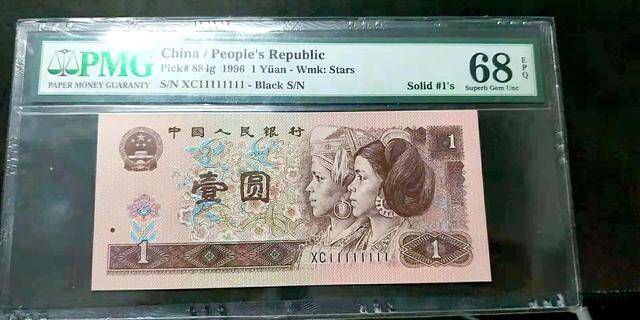 PMG
PAPER MONEY GUARANTY
China / People's Republic
Pick# 884g 1996 1 Yüan - Wmk: Stars
S/N XC11111111 - Black S/N
Solid #1's
68
EPQ
Superb Gem Unc
中国人民银行
1
壹圆
1
XC11111111
1